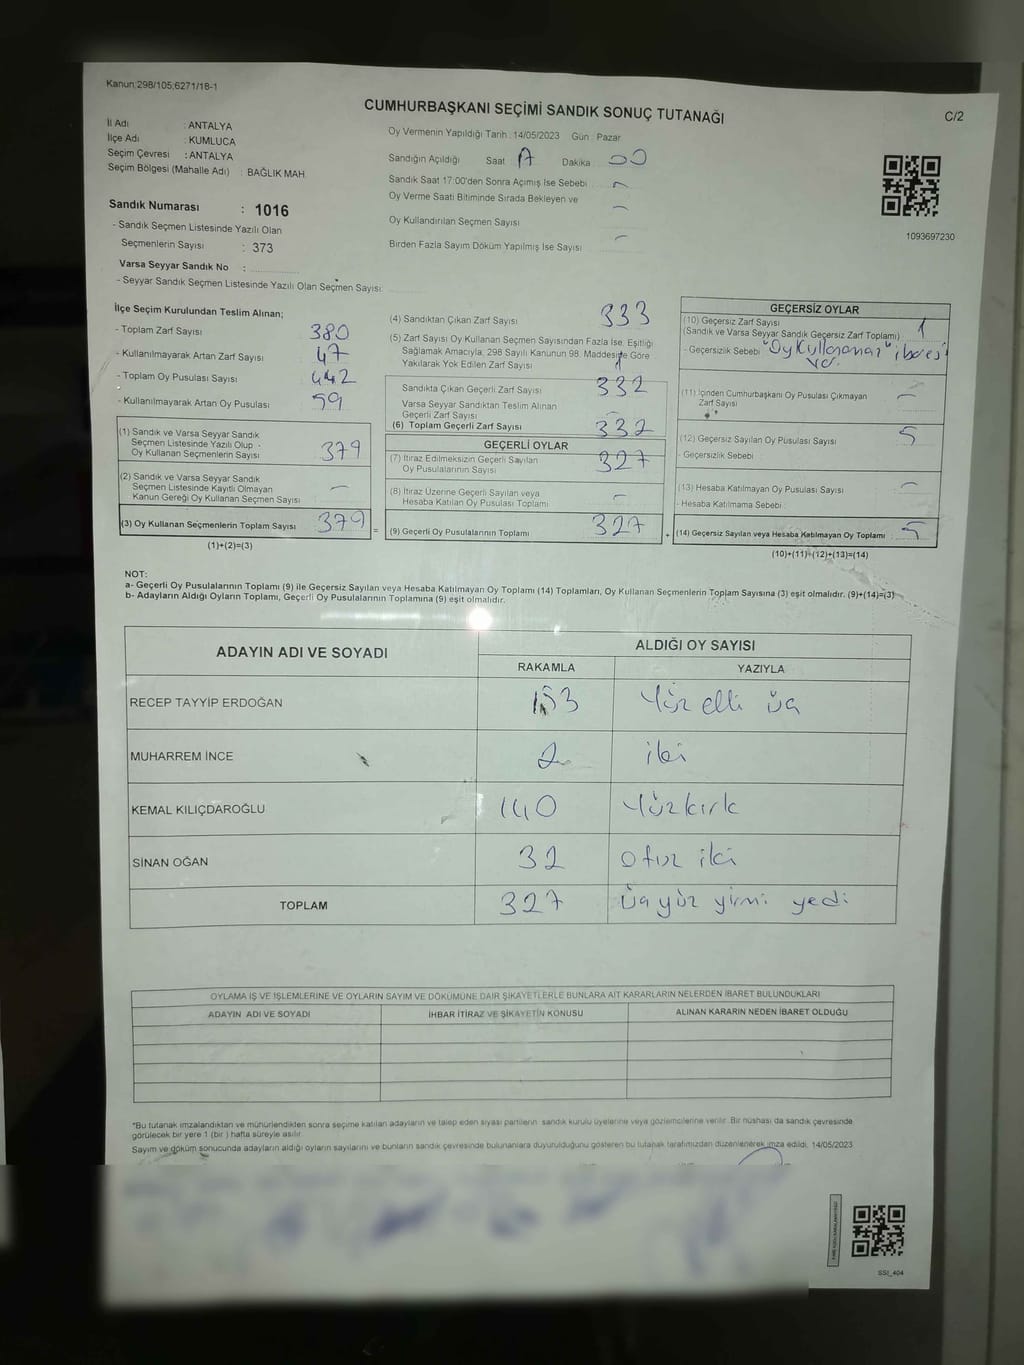 Kanun:298/105,6271/18-1
CUMHURBAŞKANI SEÇİMİ SANDIK SONUÇ TUTANAĞI
C/2
İl Adı : ANTALYA
İlçe Adı : KUMLUCA
Seçim Çevresi : ANTALYA
Seçim Bölgesi (Mahalle Adı) : BAĞLIK MAH.
Oy Vermenin Yapıldığı Tarih : 14/05/2023 Gün : Pazar
Sandığın Açıldığı Saat Dakika 00
Sandık Saat 17:00'den Sonra Açımış İse Sebebi
Oy Verme Saati Bitiminde Sırada Bekleyen ve
Oy Kullandırılan Seçmen Sayısı
Birden Fazla Sayım Döküm Yapılmış İse Sayısı
1093697230
Sandık Numarası : 1016
- Sandık Seçmen Listesinde Yazılı Olan
Seçmenlerin Sayısı : 373
Varsa Seyyar Sandık No :
- Seyyar Sandık Seçmen Listesinde Yazılı Olan Seçmen Sayısı:
İlçe Seçim Kurulundan Teslim Alınan;
- Toplam Zarf Sayısı 380
- Kullanılmayarak Artan Zarf Sayısı 47
- Toplam Oy Pusulası Sayısı 442
- Kullanılmayarak Artan Oy Pusulası 59
(1) Sandık ve Varsa Seyyar Sandık
Seçmen Listesinde Yazılı Olup
Oy Kullanan Seçmenlerin Sayısı 379
(2) Sandık ve Varsa Seyyar Sandık
Seçmen Listesinde Kayıtlı Olmayan
Kanun Gereği Oy Kullanan Seçmen Sayısı
(3) Oy Kullanan Seçmenlerin Toplam Sayısı 379
(1)+(2)=(3)
(4) Sandıktan Çıkan Zarf Sayısı 333
(5) Zarf Sayısı Oy Kullanan Seçmen Sayısından Fazla İse, Eşitliği
Sağlamak Amacıyla, 298 Sayılı Kanunun 98. Maddesine Göre
Yakılarak Yok Edilen Zarf Sayısı 1
Sandıkta Çıkan Geçerli Zarf Sayısı 332
Varsa Seyyar Sandıktan Teslim Alınan
Geçerli Zarf Sayısı
(6) Toplam Geçerli Zarf Sayısı 332
GEÇERLİ OYLAR
(7) İtiraz Edilmeksizin Geçerli Sayılan
Oy Pusulalarının Sayısı 327
(8) İtiraz Üzerine Geçerli Sayılan veya
Hesaba Katılan Oy Pusulası Toplamı
(9) Geçerli Oy Pusulalarının Toplamı 327
GEÇERSİZ OYLAR
(10) Geçersiz Zarf Sayısı
(Sandık ve Varsa Seyyar Sandık Geçersiz Zarf Toplamı) 1
- Geçersizlik Sebebi
(11) İçinden Cumhurbaşkanı Oy Pusulası Çıkmayan
Zarf Sayısı
(12) Geçersiz Sayılan Oy Pusulası Sayısı 5
- Geçersizlik Sebebi
(13) Hesaba Katılmayan Oy Pusulası Sayısı
- Hesaba Katılmama Sebebi
(14) Geçersiz Sayılan veya Hesaba Katılmayan Oy Toplamı 5
(10)+(11)+(12)+(13)=(14)
NOT:
a- Geçerli Oy Pusulalarının Toplamı (9) ile Geçersiz Sayılan veya Hesaba Katılmayan Oy Toplamı (14) Toplamları, Oy Kullanan Seçmenlerin Toplam Sayısına (3) eşit olmalıdır. (9)+(14)=(3)
b- Adayların Aldığı Oyların Toplamı, Geçerli Oy Pusulalarının Toplamına (9) eşit olmalıdır.
ADAYIN ADI VE SOYADI
ALDIĞI OY SAYISI
RAKAMLA YAZIYLA
RECEP TAYYİP ERDOĞAN 153 Yüz elli üç
MUHARREM İNCE 2 iki
KEMAL KILIÇDAROĞLU 140 Yüzkırk
SİNAN OĞAN 32 otuz iki
TOPLAM 327 üçyüz yirmi yedi
OYLAMA İŞ VE İŞLEMLERİNE VE OYLARIN SAYIM VE DÖKÜMÜNE DAİR ŞİKAYETLERLE BUNLARA AİT KARARLARIN NELERDEN İBARET BULUNDUKLARI
ADAYIN ADI VE SOYADI İHBAR İTİRAZ VE ŞİKAYETİN KONUSU ALINAN KARARIN NEDEN İBARET OLDUĞU
*Bu tutanak imzalandıktan ve mühürlendikten sonra seçime katılan adayların ve talep eden siyasi partilerin sandık kurulu üyelerine veya gözlemcilerine verilir. Bir nüshası da sandık çevresinde
görülecek bir yere 1 (bir) hafta süreyle asılır.
Sayım ve döküm sonucunda adayların aldığı oyların sayılarını ve bunların sandık çevresinde bulunanlara duyurulduğunu gösteren bu tutanak tarafımızdan düzenlenerek imza edildi. 14/05/2023
SSI_404